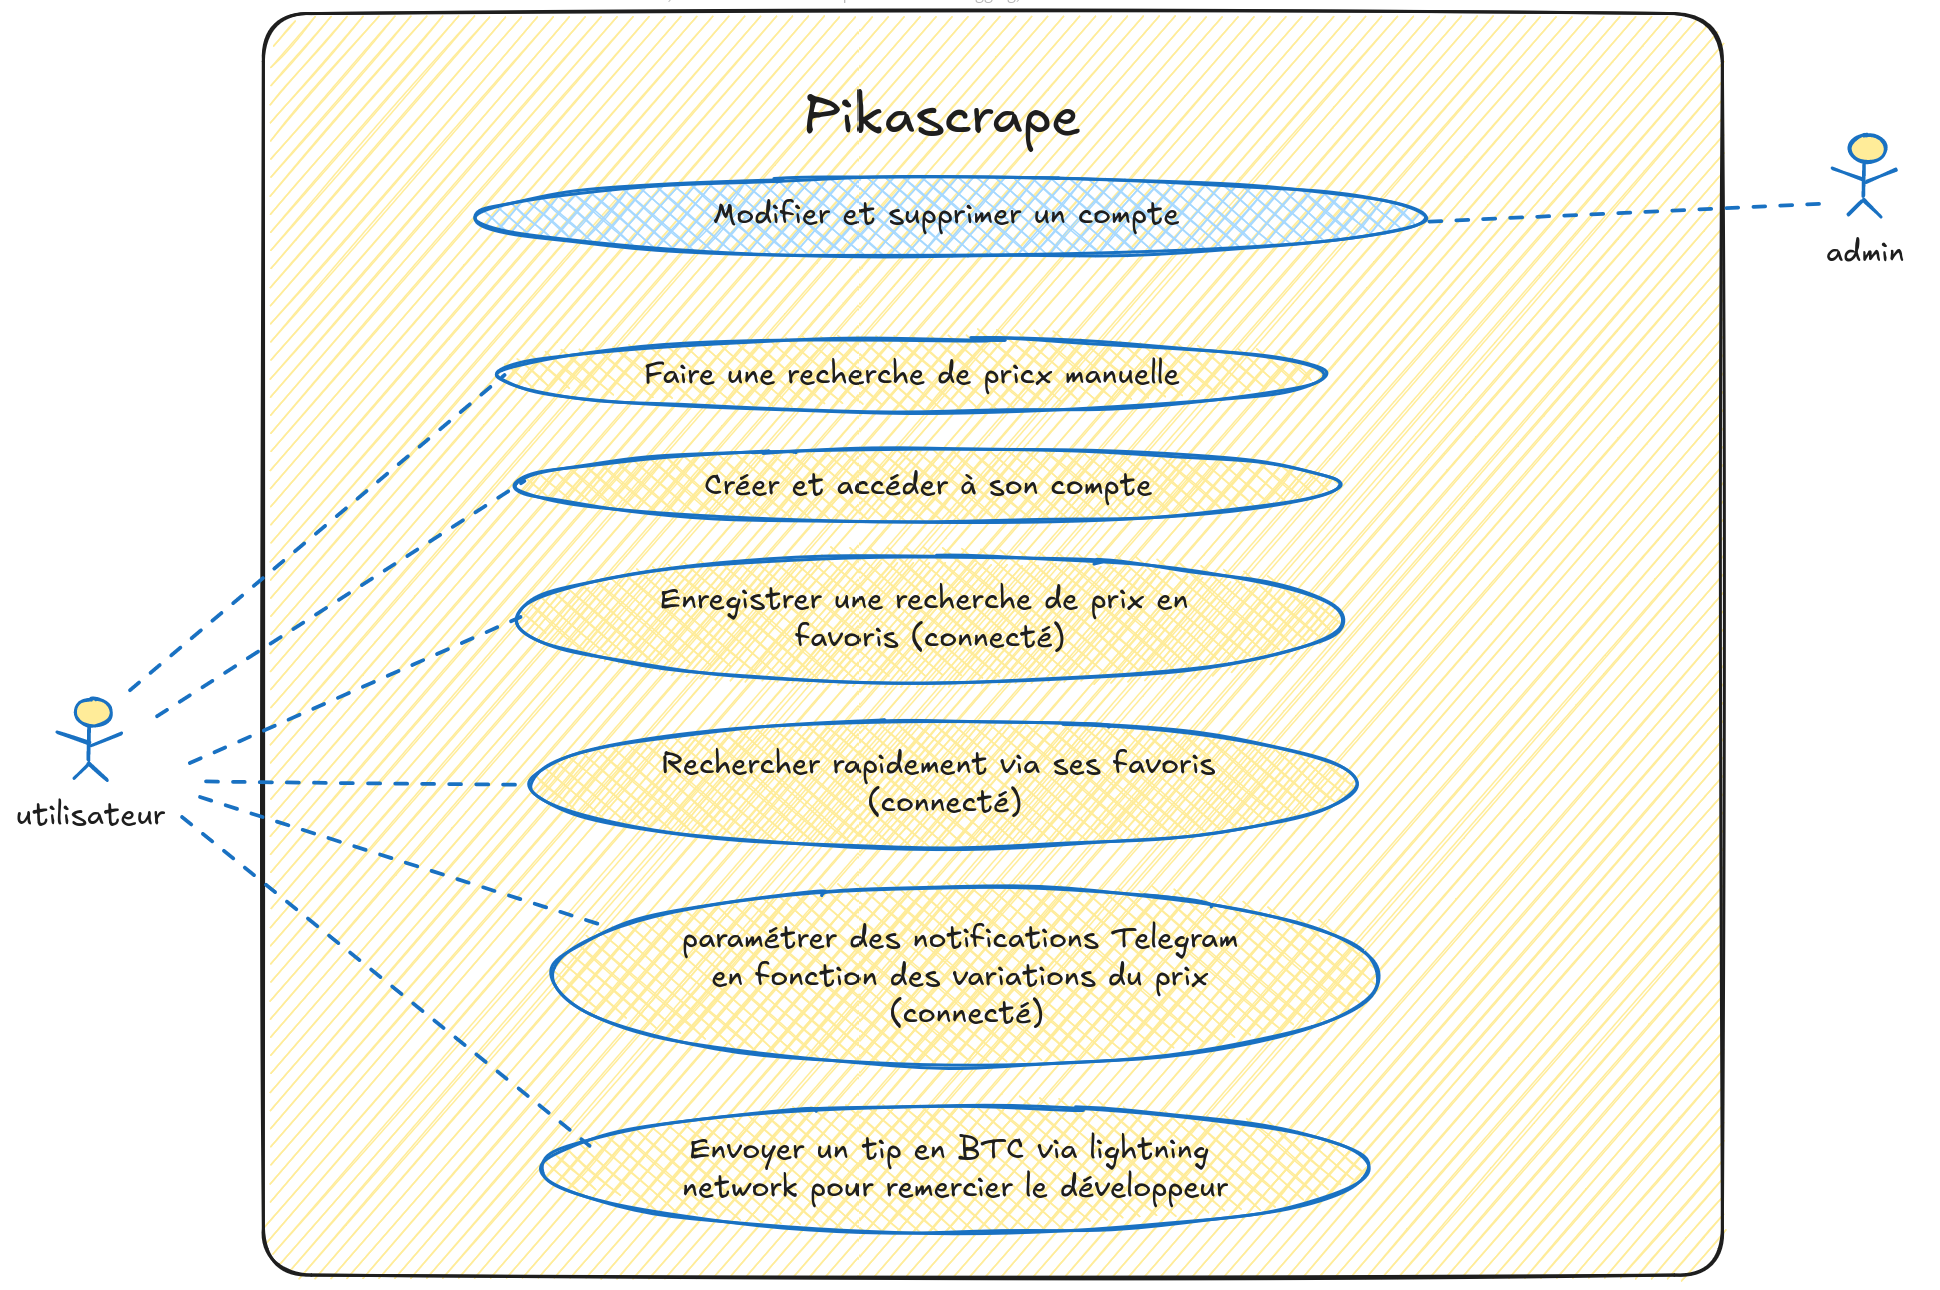 Pikascrape
Modifier et supprimer un compte
admin
Faire une recherche de pricx manuelle
Créer et accéder à son compte
Enregistrer une recherche de prix en
favoris (connecté)
Rechercher rapidement via ses favoris
(connecté)
utilisateur
paramétrer des notifications Telegram
en fonction des variations du prix
(connecté)
Envoyer un tip en BTC via lightning
network pour remercier le développeur